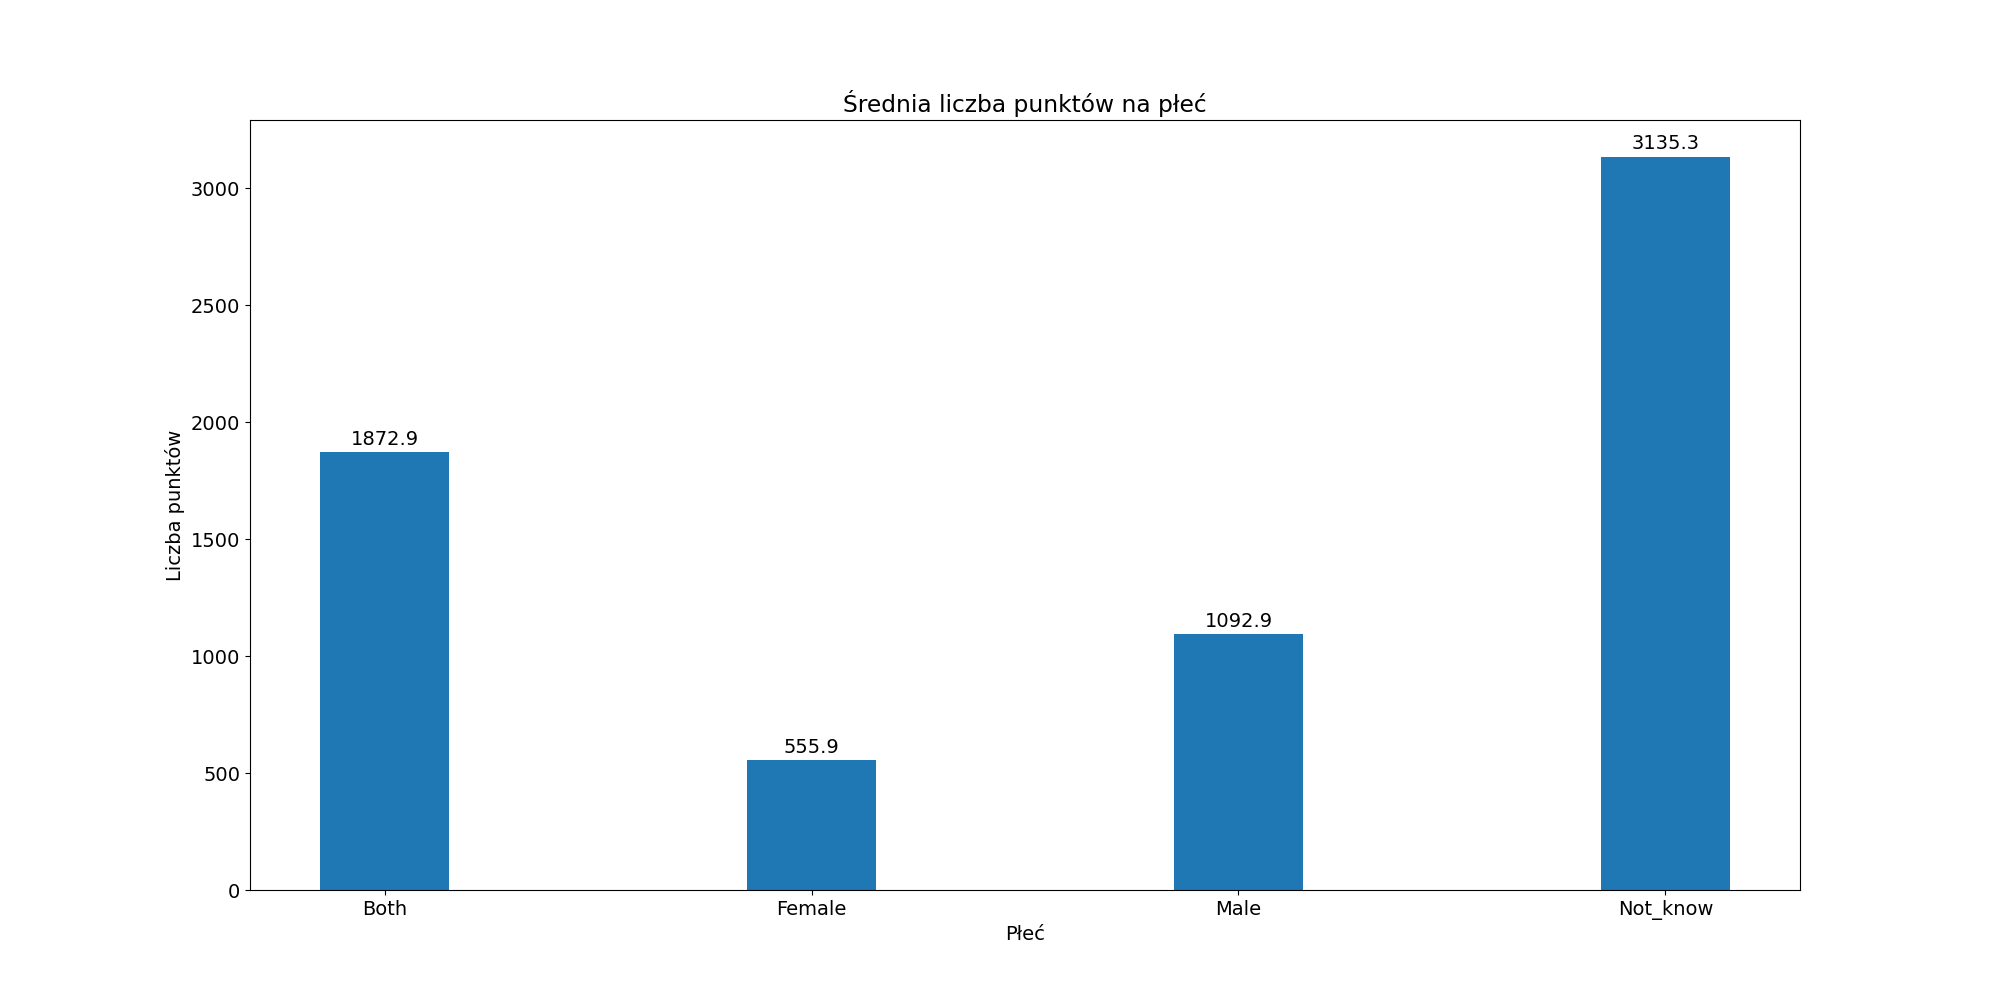 Średnia liczba punktów na płeć
3135.3
3000
2500
2000
1872.9
1500
1092.9
1000
555.9
500
0
Liczba punktów
Both
Female
Male
Not_know
Płeć